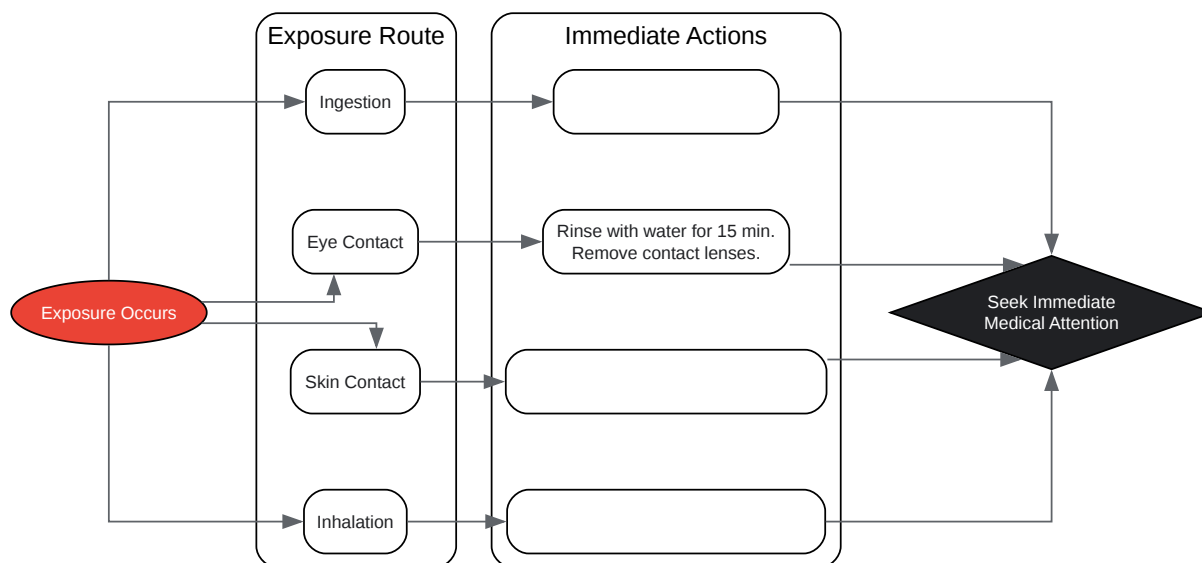 Exposure Route
Immediate Actions
Ingestion
Eye Contact
Rinse with water for 15 min.
Remove contact lenses.
Exposure Occurs
Seek Immediate
Medical Attention
Skin Contact
Inhalation